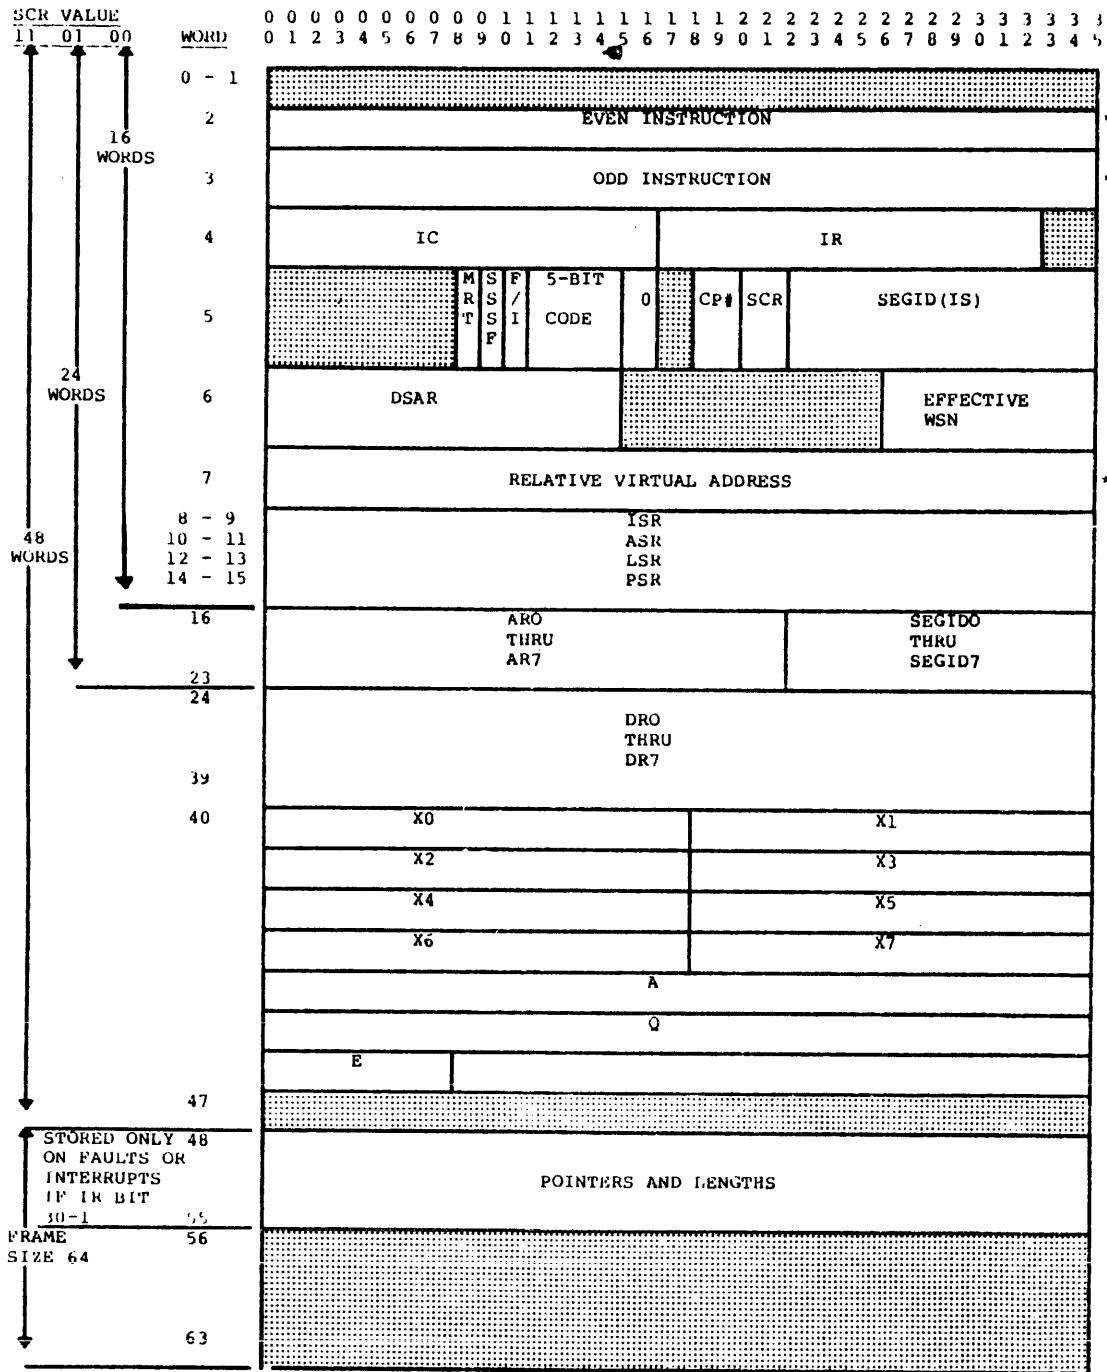 SCR VALUE
11 01 00 WORD
0 0 0 0 0 0 0 0 0 0 1 1 1 1 1 1 1 1 1 1 2 2 2 2 2 2 2 2 2 2 3 3 3 3 3 3
0 1 2 3 4 5 6 7 8 9 0 1 2 3 4 5 6 7 8 9 0 1 2 3 4 5 6 7 8 9 0 1 2 3 4 5
0 - 1
2 EVEN INSTRUCTION
16
WORDS
3 ODD INSTRUCTION
4 IC IR
5 MRT SSSF F/I 5-BIT CODE 0 CP# SCR SEGID(IS)
24
WORDS
6 DSAR EFFECTIVE
WSN
7 RELATIVE VIRTUAL ADDRESS *
48
WORDS
8 - 9 ISR
10 - 11 ASR
12 - 13 LSR
14 - 15 PSR
16 AR0 SEGID0
THRU THRU
AR7 SEGID7
23
24
DR0
THRU
DR7
39
40 X0 X1
X2 X3
X4 X5
X6 X7
A
Q
E
47
STORED ONLY 48
ON FAULTS OR
INTERRUPTS POINTERS AND LENGTHS
IF IR BIT
30-1 55
FRAME 56
SIZE 64
63